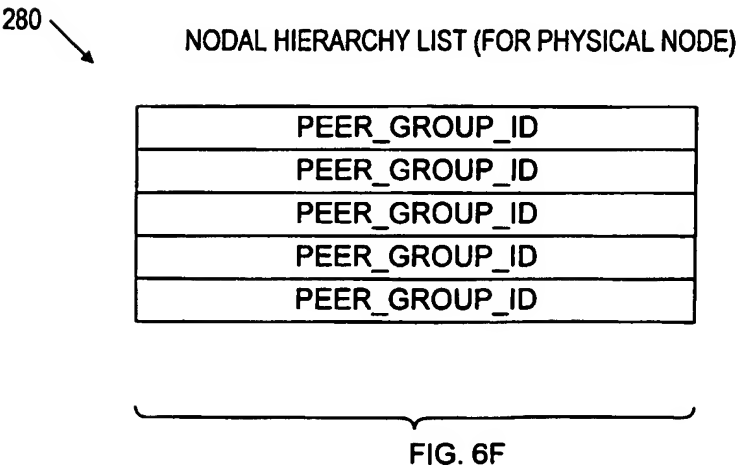 280
NODAL HIERARCHY LIST (FOR PHYSICAL NODE)
PEER_GROUP_ID
PEER_GROUP_ID
PEER_GROUP_ID
PEER_GROUP_ID
PEER_GROUP_ID
FIG. 6F